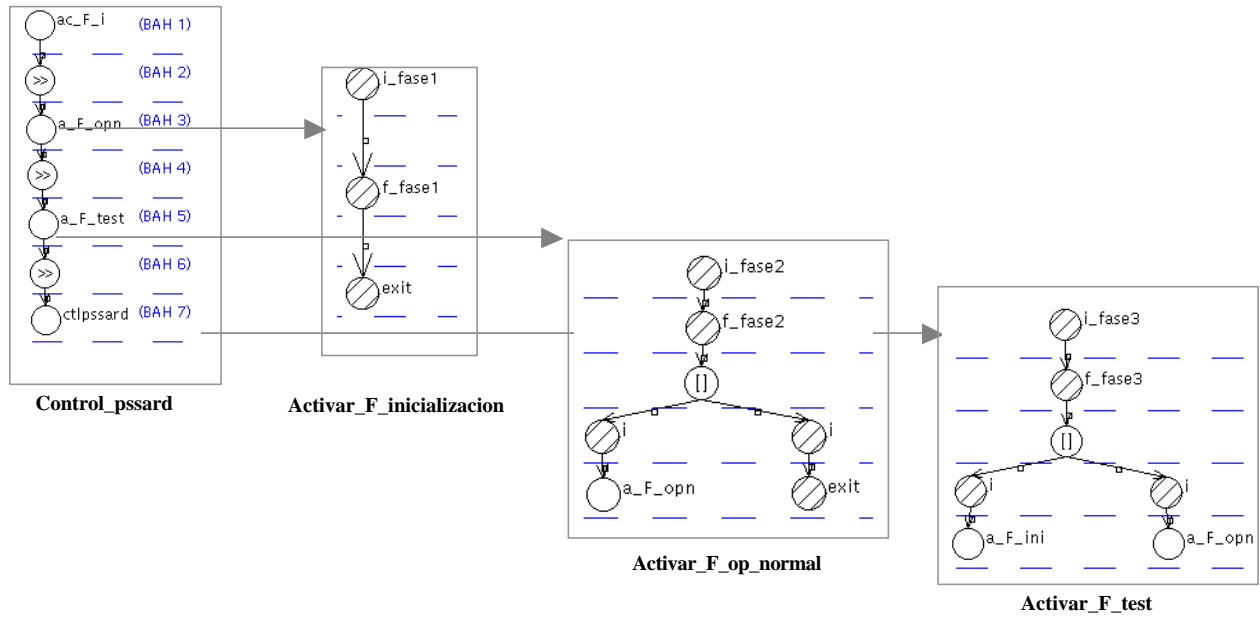 ac_F_i (BAH 1)
>> (BAH 2)
a_F_opn (BAH 3)
>> (BAH 4)
a_F_test (BAH 5)
>> (BAH 6)
ctlpssard (BAH 7)
Control_pssard
i_fase1
f_fase1
exit
Activar_F_inicializacion
i_fase2
f_fase2
[]
i i
a_F_opn exit
Activar_F_op_normal
i_fase3
f_fase3
[]
i i
a_F_ini a_F_opn
Activar_F_test